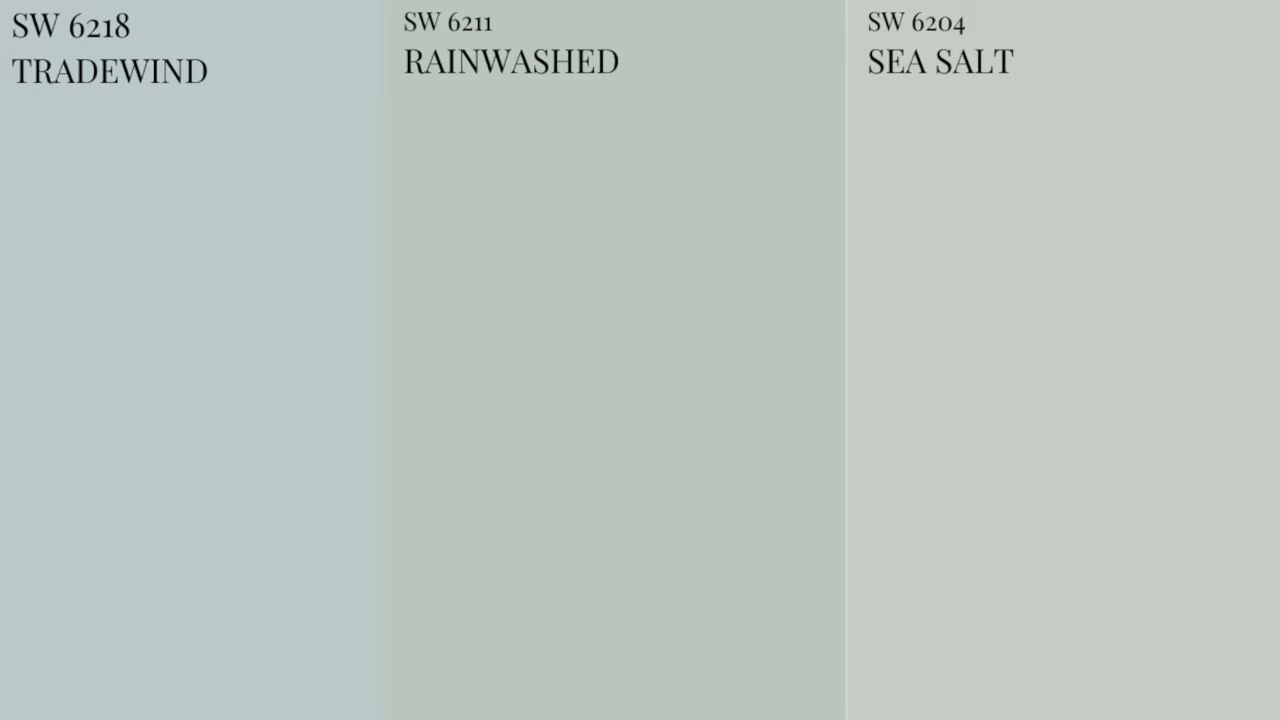 SW 6218
TRADEWIND
SW 6211
RAINWASHED
SW 6204
SEA SALT